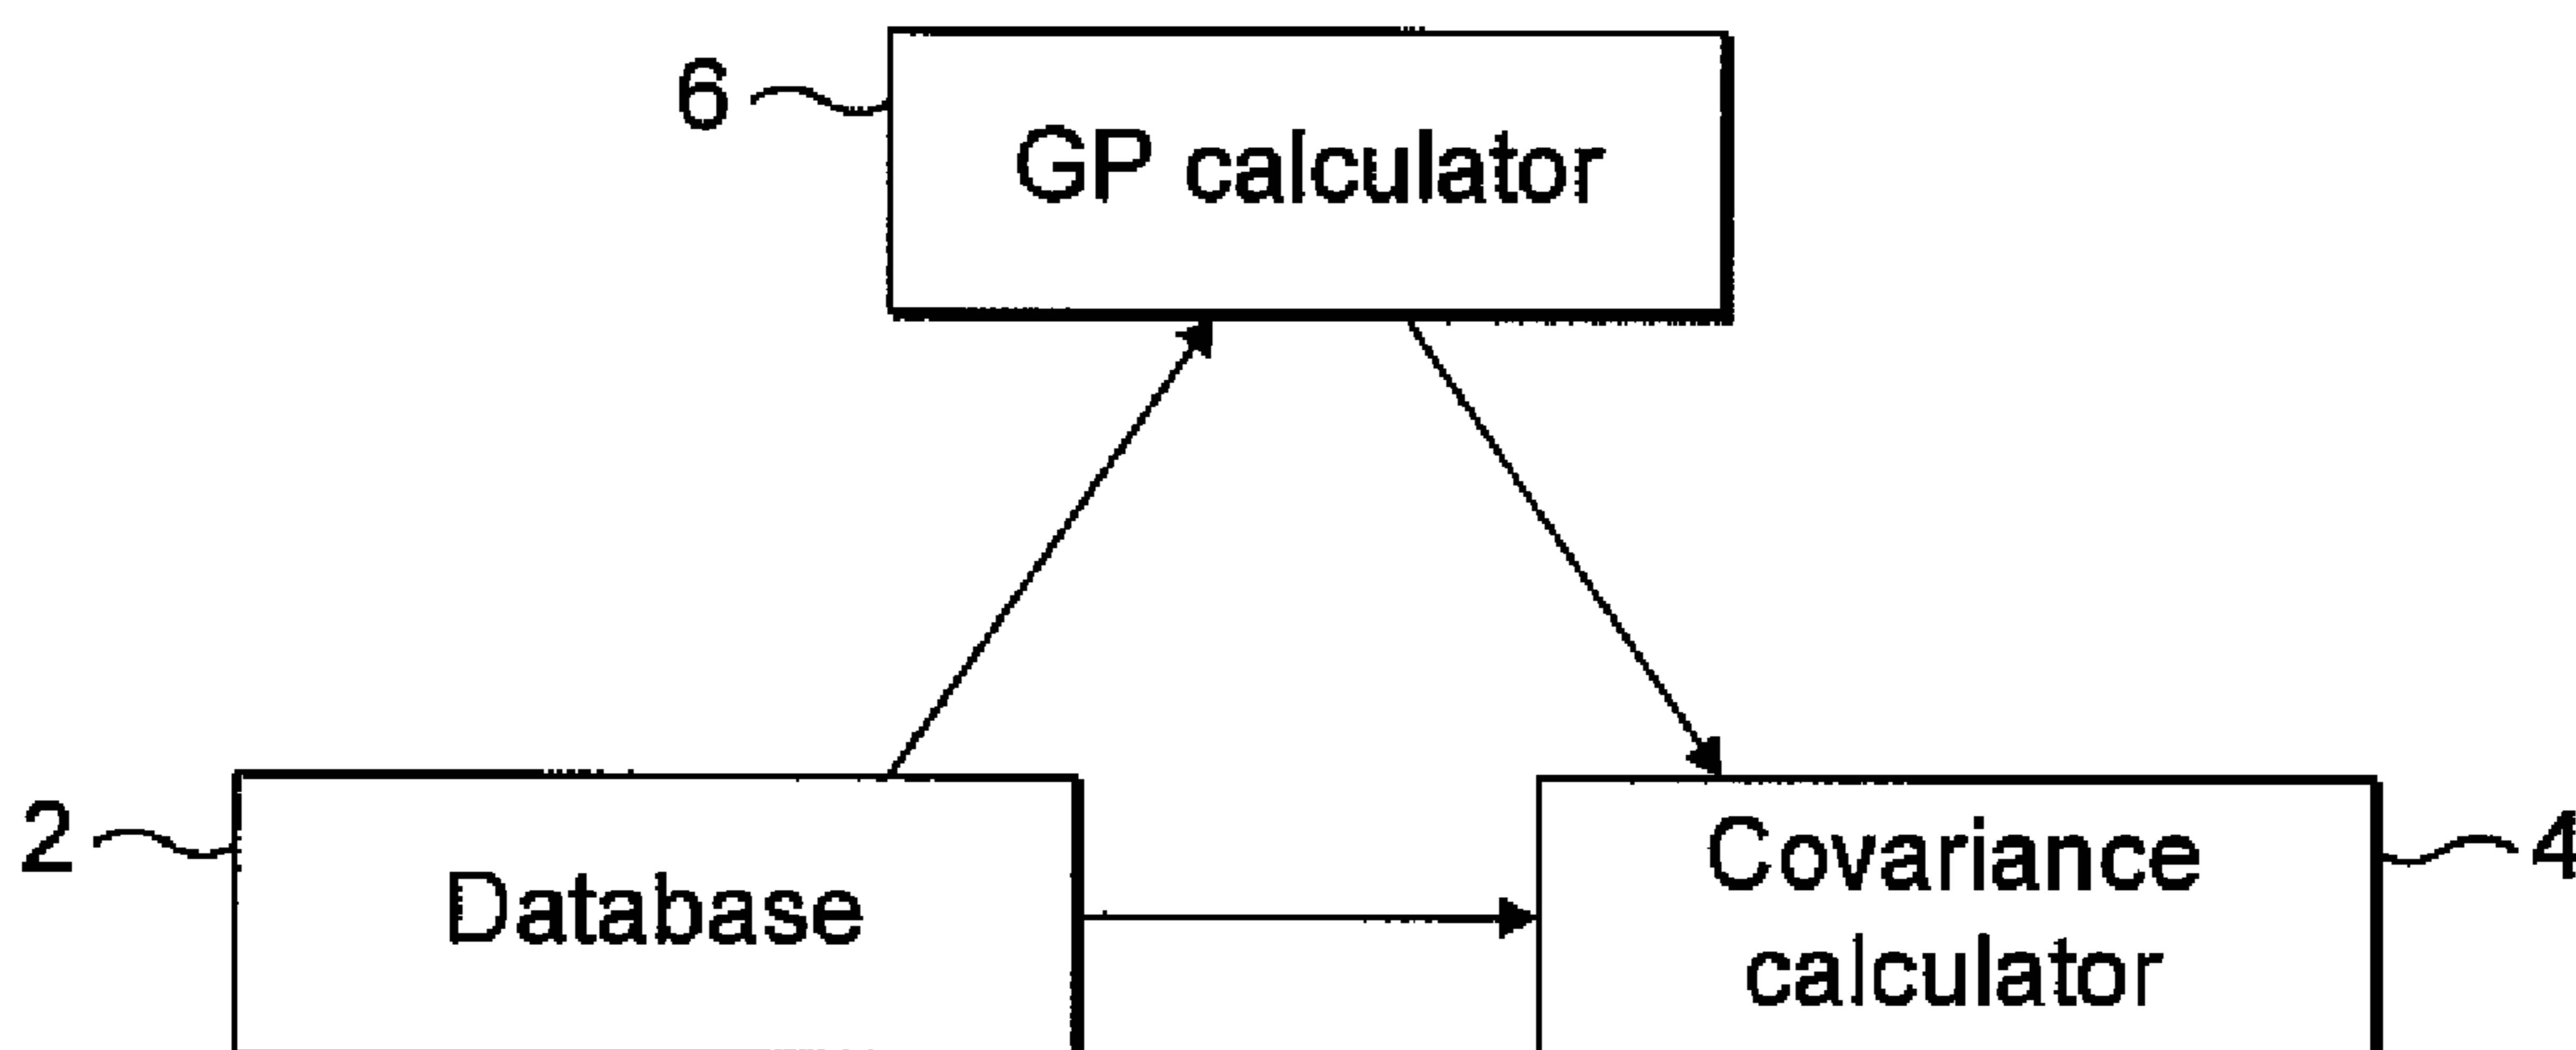 6
GP calculator
2
Database
Covariance
calculator
4